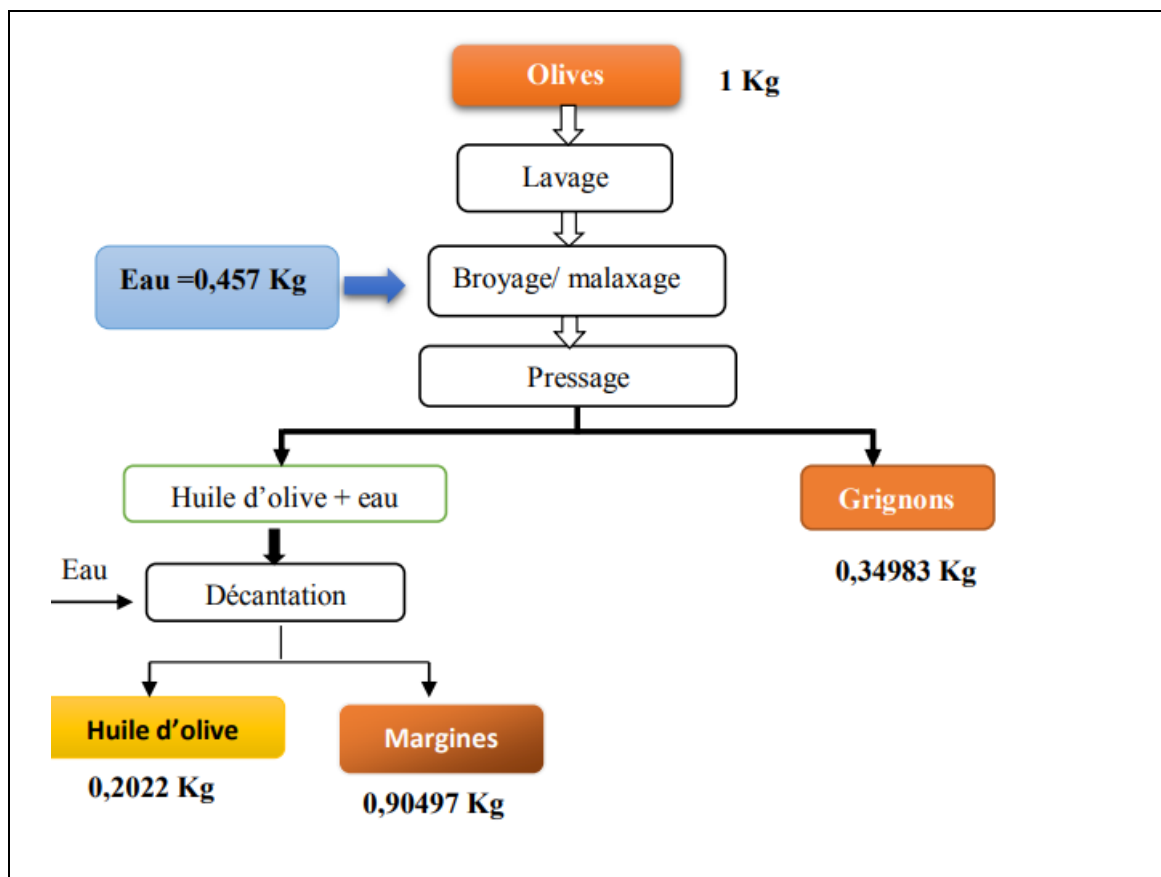 Olives
1 Kg
Lavage
Eau =0,457 Kg
Broyage/ malaxage
Pressage
Huile d’olive + eau
Grignons
0,34983 Kg
Eau
Décantation
Huile d’olive
Margines
0,2022 Kg
0,90497 Kg